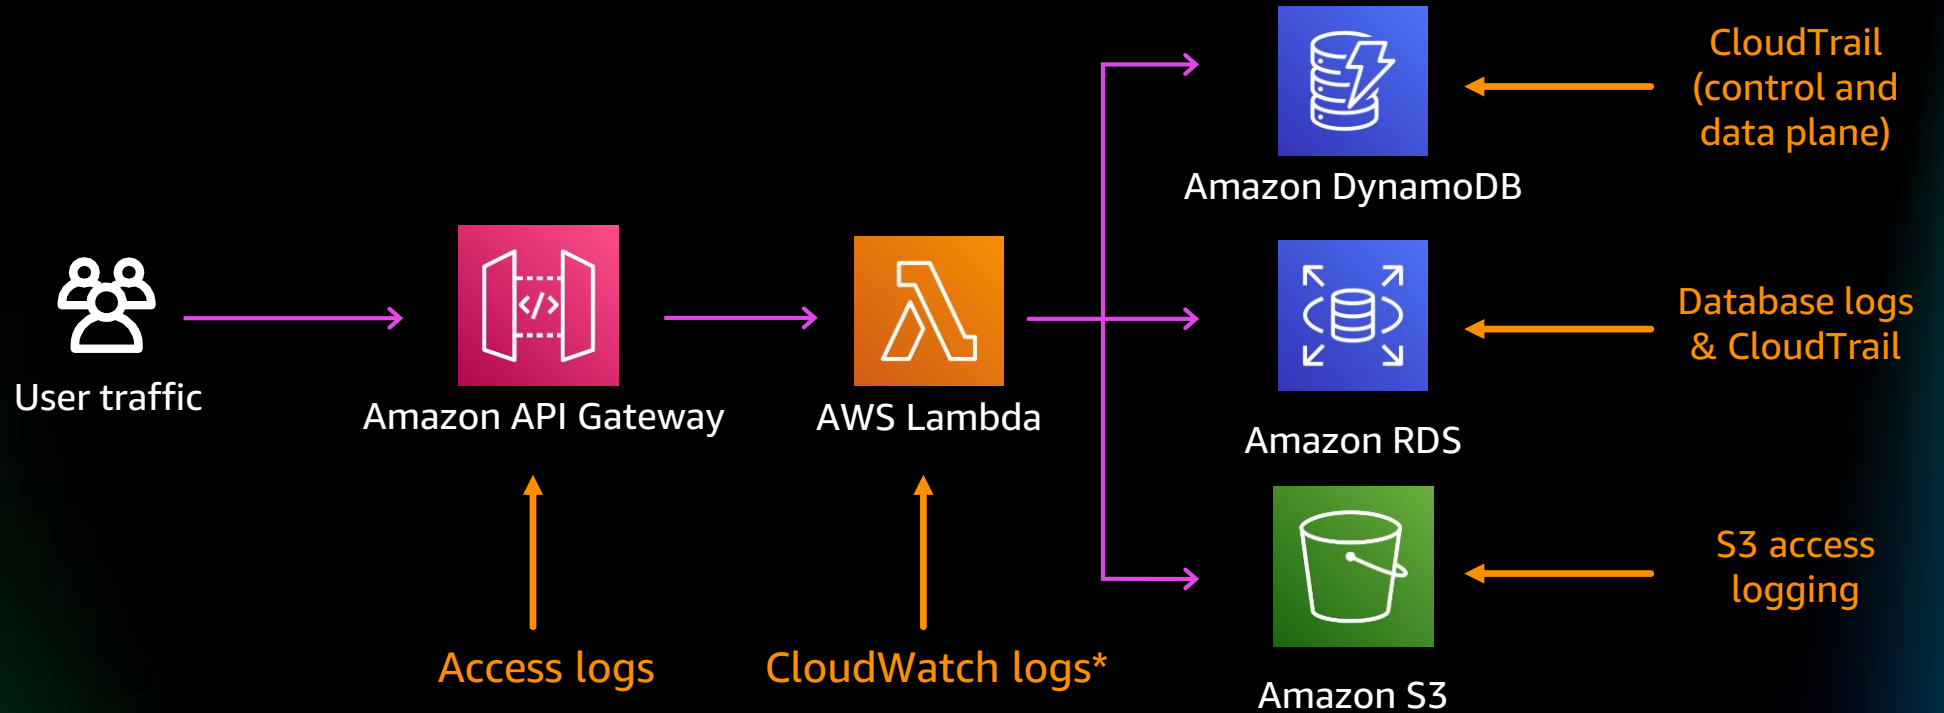 CloudTrail
(control and
data plane)
Amazon DynamoDB
User traffic
</>
Amazon API Gateway
AWS Lambda
Amazon RDS
Database logs
& CloudTrail
Access logs
CloudWatch logs*
S3 access
logging
Amazon S3